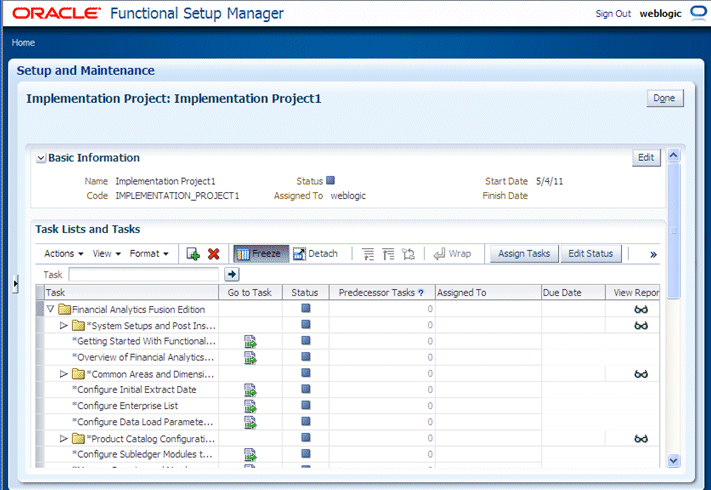 ORACLE® Functional Setup Manager Sign Out weblogic
Home
Setup and Maintenance
Implementation Project: Implementation Project1 Done
Basic Information Edit
Name Implementation Project1 Status Start Date 5/4/11
Code IMPLEMENTATION_PROJECT1 Assigned To weblogic Finish Date
Task Lists and Tasks
Actions View Format Freeze Detach Wrap Assign Tasks Edit Status »
Task
Task Go to Task Status Predecessor Tasks ? Assigned To Due Date View Repor
Financial Analytics Fusion Edition 0
*System Setups and Post Ins... 0
*Getting Started With Functional... 0
*Overview of Financial Analytics... 0
*Common Areas and Dimensi... 0
*Configure Initial Extract Date 0
*Configure Enterprise List 0
*Configure Data Load Paramete... 0
*Product Catalog Configurati... 0
*Configure Subledger Modules t... 0